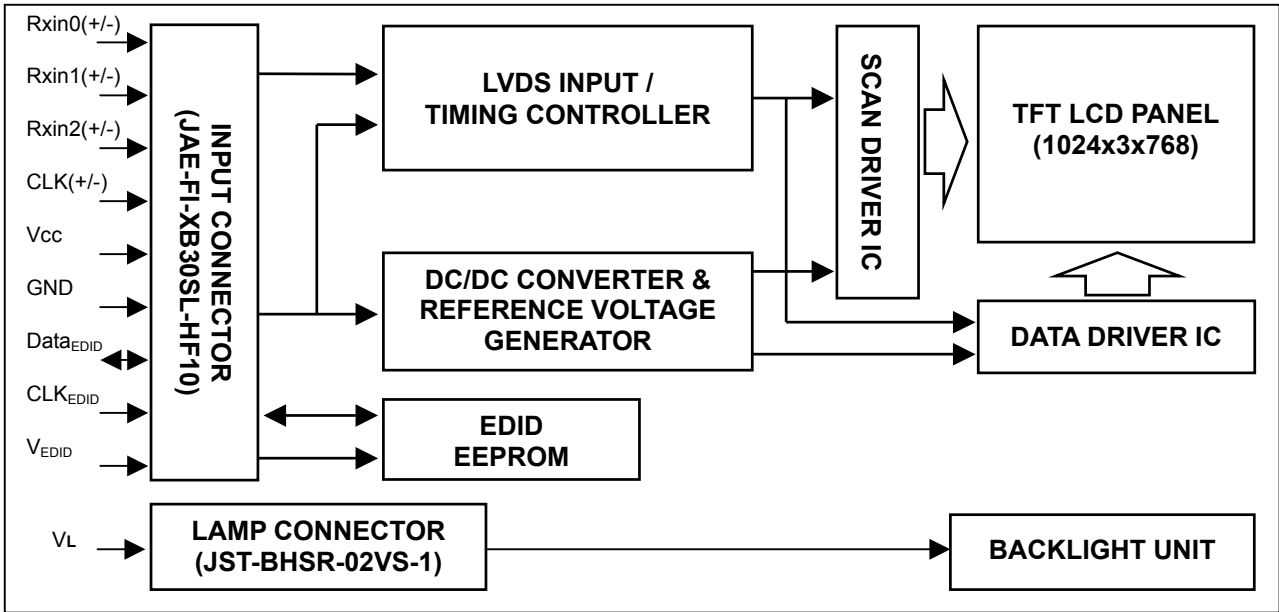 Rxin0(+/-)
Rxin1(+/-)
Rxin2(+/-)
CLK(+/-)
Vcc
GND
DataEDID
CLKEDID
VEDID
VL
INPUT CONNECTOR
(JAE-FI-XB30SL-HF10)
LVDS INPUT /
TIMING CONTROLLER
DC/DC CONVERTER &
REFERENCE VOLTAGE
GENERATOR
EDID
EEPROM
SCAN DRIVER IC
TFT LCD PANEL
(1024x3x768)
DATA DRIVER IC
LAMP CONNECTOR
(JST-BHSR-02VS-1)
BACKLIGHT UNIT